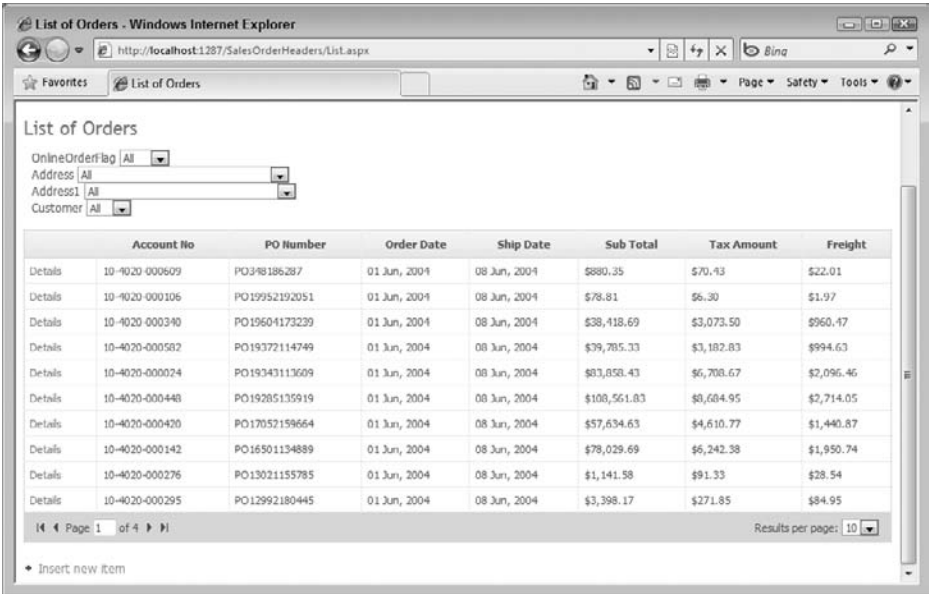 List of Orders - Windows Internet Explorer
http://localhost:1287/SalesOrderHeaders/List.aspx
Bing
Favorites List of Orders Page Safety Tools
List of Orders
OnlineOrderFlag All
Address All
Address1 All
Customer All
Account No PO Number Order Date Ship Date Sub Total Tax Amount Freight
Details 10-4020-000609 PO348186287 01 Jun, 2004 08 Jun, 2004 $880.35 $70.43 $22.01
Details 10-4020-000106 PO19952192051 01 Jun, 2004 08 Jun, 2004 $78.81 $6.30 $1.97
Details 10-4020-000340 PO19604173239 01 Jun, 2004 08 Jun, 2004 $38,418.69 $3,073.50 $960.47
Details 10-4020-000582 PO19372114749 01 Jun, 2004 08 Jun, 2004 $39,785.33 $3,182.83 $994.63
Details 10-4020-000024 PO19343113609 01 Jun, 2004 08 Jun, 2004 $83,858.43 $6,708.67 $2,096.46
Details 10-4020-000448 PO19285135919 01 Jun, 2004 08 Jun, 2004 $108,561.83 $8,684.95 $2,714.05
Details 10-4020-000420 PO17052159664 01 Jun, 2004 08 Jun, 2004 $57,634.63 $4,610.77 $1,440.87
Details 10-4020-000142 PO16501134889 01 Jun, 2004 08 Jun, 2004 $78,029.69 $6,242.38 $1,950.74
Details 10-4020-000276 PO13021155785 01 Jun, 2004 08 Jun, 2004 $1,141.58 $91.33 $28.54
Details 10-4020-000295 PO12992180445 01 Jun, 2004 08 Jun, 2004 $3,398.17 $271.85 $84.95
Page 1 of 4 Results per page: 10
Insert new item